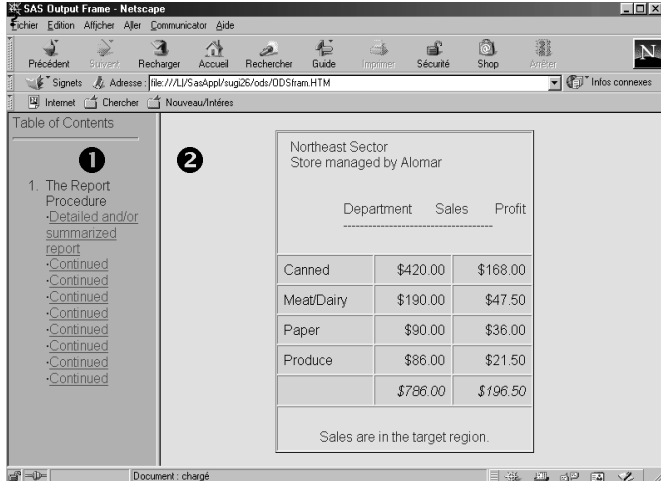 SAS Output Frame - Netscape
Fichier Edition Afficher Aller Communicator Aide
Précédent Suivant Recharger Accueil Rechercher Guide Imprimer Sécurité Shop Arrêter
N
Signets Adresse : file:///L|/SasAppl/sugi26/ods/ODSfram.HTM Infos connexes
Internet Chercher Nouveau/Intéres
Table of Contents
1
1. The Report
Procedure
·Detailed and/or
summarized
report
·Continued
·Continued
·Continued
·Continued
·Continued
·Continued
·Continued
·Continued
2
Northeast Sector
Store managed by Alomar
Department Sales Profit
------------------------------------
Canned $420.00 $168.00
Meat/Dairy $190.00 $47.50
Paper $90.00 $36.00
Produce $86.00 $21.50
$786.00 $196.50
Sales are in the target region.
Document : chargé